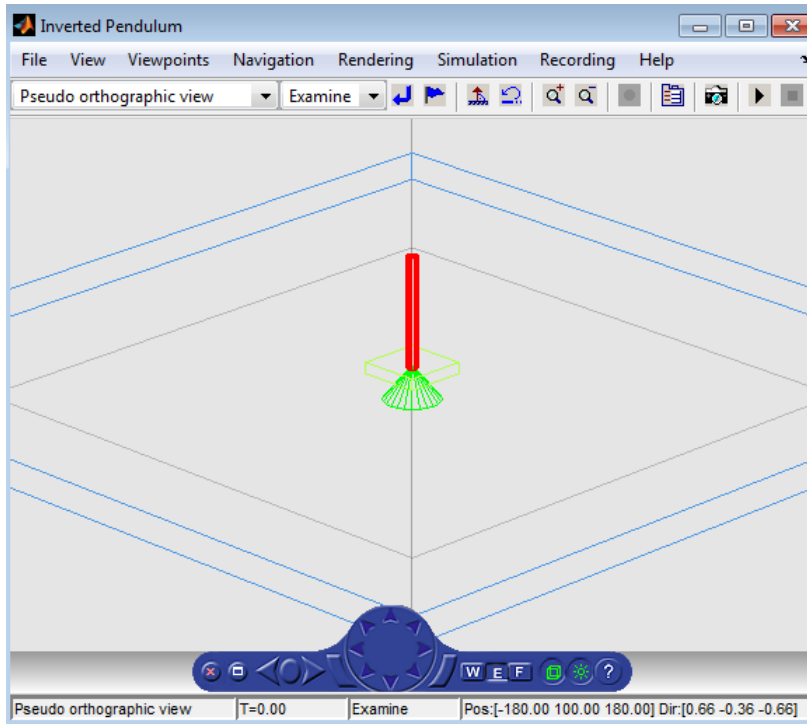 Inverted Pendulum
File View Viewpoints Navigation Rendering Simulation Recording Help
Pseudo orthographic view Examine
W E F ?
Pseudo orthographic view T=0.00 Examine Pos:[-180.00 100.00 180.00] Dir:[0.66 -0.36 -0.66]